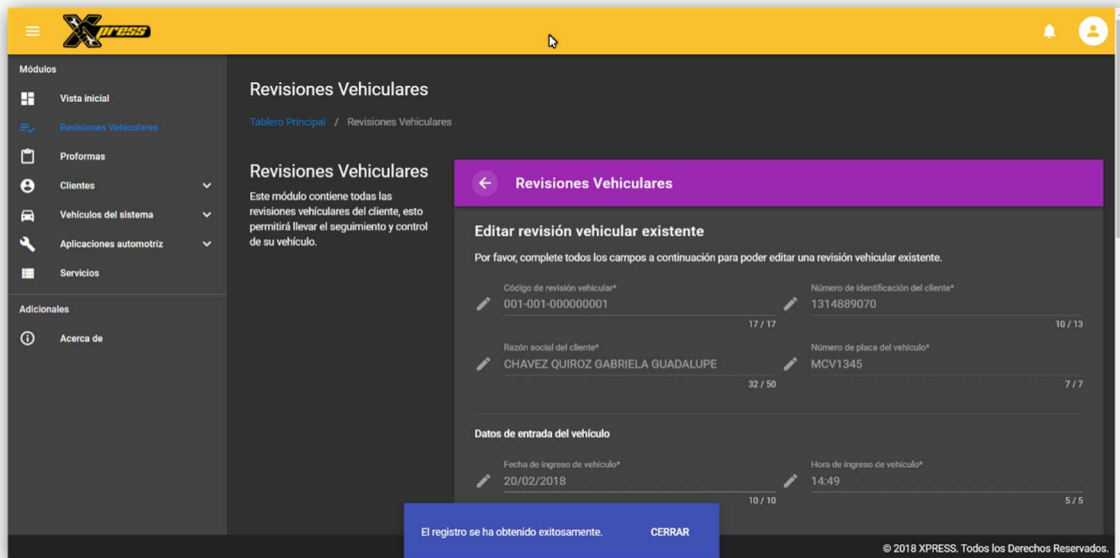 Xpress
Módulos
Vista inicial
Revisiones Vehiculares
Proformas
Clientes
Vehículos del sistema
Aplicaciones automotríz
Servicios
Adicionales
Acerca de
Revisiones Vehiculares
Tablero Principal / Revisiones Vehiculares
Revisiones Vehiculares
Este módulo contiene todas las
revisiones vehículares del cliente, esto
permitirá llevar el seguimiento y control
de su vehículo.
Revisiones Vehiculares
Editar revisión vehicular existente
Por favor, complete todos los campos a continuación para poder editar una revisión vehicular existente.
Código de revisión vehicular*
001-001-000000001
17 / 17
Número de identificación del cliente*
1314889070
10 / 13
Razón social del cliente*
CHAVEZ QUIROZ GABRIELA GUADALUPE
32 / 50
Número de placa del vehículo*
MCV1345
7 / 7
Datos de entrada del vehículo
Fecha de ingreso de vehículo*
20/02/2018
10 / 10
Hora de ingreso de vehículo*
14:49
5 / 5
El registro se ha obtenido exitosamente.
CERRAR
© 2018 XPRESS. Todos los Derechos Reservados.